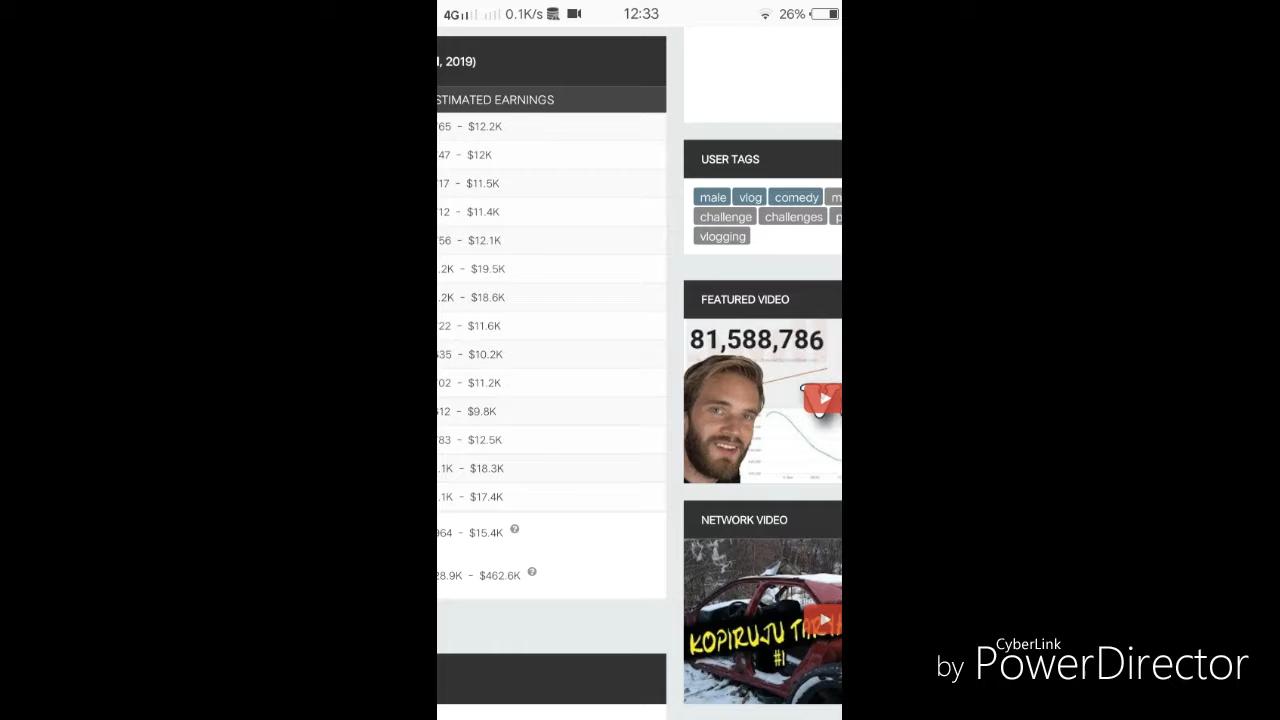 4G 0.1K/s 12:33 26%
, 2019)
STIMATED EARNINGS
65 - $12.2K
47 - $12K
17 - $11.5K
12 - $11.4K
56 - $12.1K
.2K - $19.5K
.2K - $18.6K
22 - $11.6K
35 - $10.2K
02 - $11.2K
12 - $9.8K
83 - $12.5K
.1K - $18.3K
.1K - $17.4K
964 - $15.4K ?
28.9K - $462.6K ?
USER TAGS
male vlog comedy m
challenge challenges p
vlogging
FEATURED VIDEO
81,588,786
NETWORK VIDEO
KOPIRUJU
#1
CyberLink
by PowerDirector